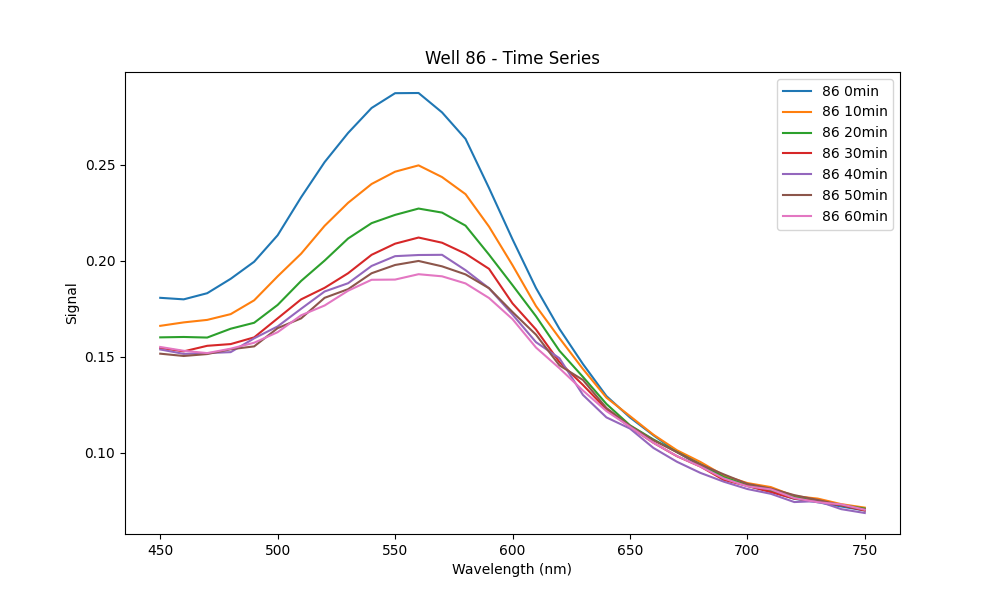 Well 86 - Time Series
86 0min
86 10min
86 20min
86 30min
86 40min
86 50min
86 60min
Signal
0.25
0.20
0.15
0.10
450 500 550 600 650 700 750
Wavelength (nm)